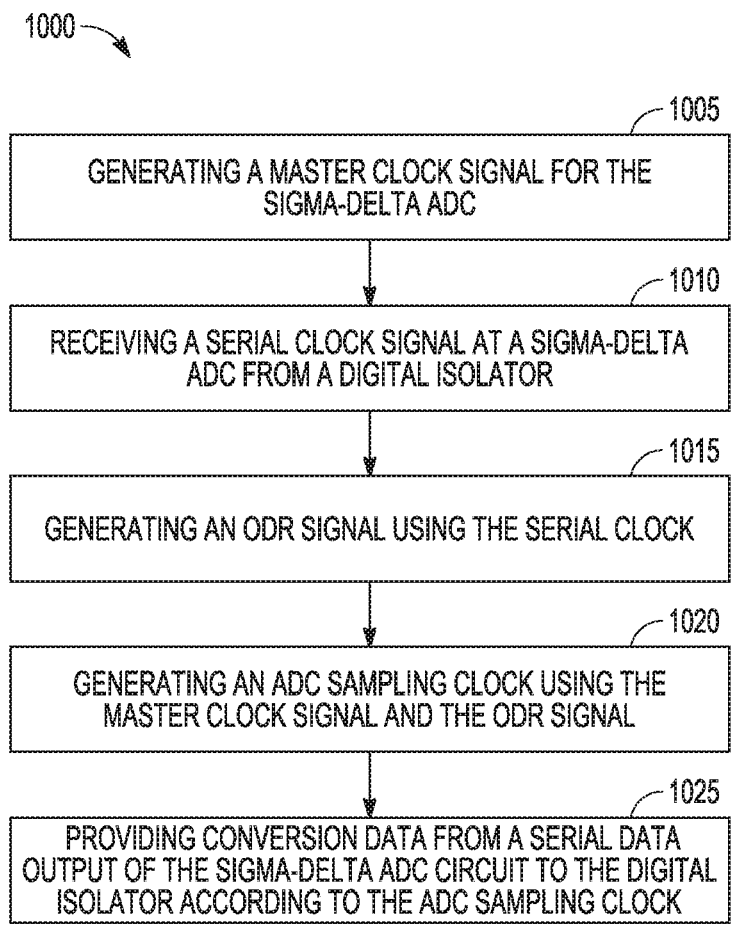 1000
1005
GENERATING A MASTER CLOCK SIGNAL FOR THE
SIGMA-DELTA ADC
1010
RECEIVING A SERIAL CLOCK SIGNAL AT A SIGMA-DELTA
ADC FROM A DIGITAL ISOLATOR
1015
GENERATING AN ODR SIGNAL USING THE SERIAL CLOCK
1020
GENERATING AN ADC SAMPLING CLOCK USING THE
MASTER CLOCK SIGNAL AND THE ODR SIGNAL
1025
PROVIDING CONVERSION DATA FROM A SERIAL DATA
OUTPUT OF THE SIGMA-DELTA ADC CIRCUIT TO THE DIGITAL
ISOLATOR ACCORDING TO THE ADC SAMPLING CLOCK